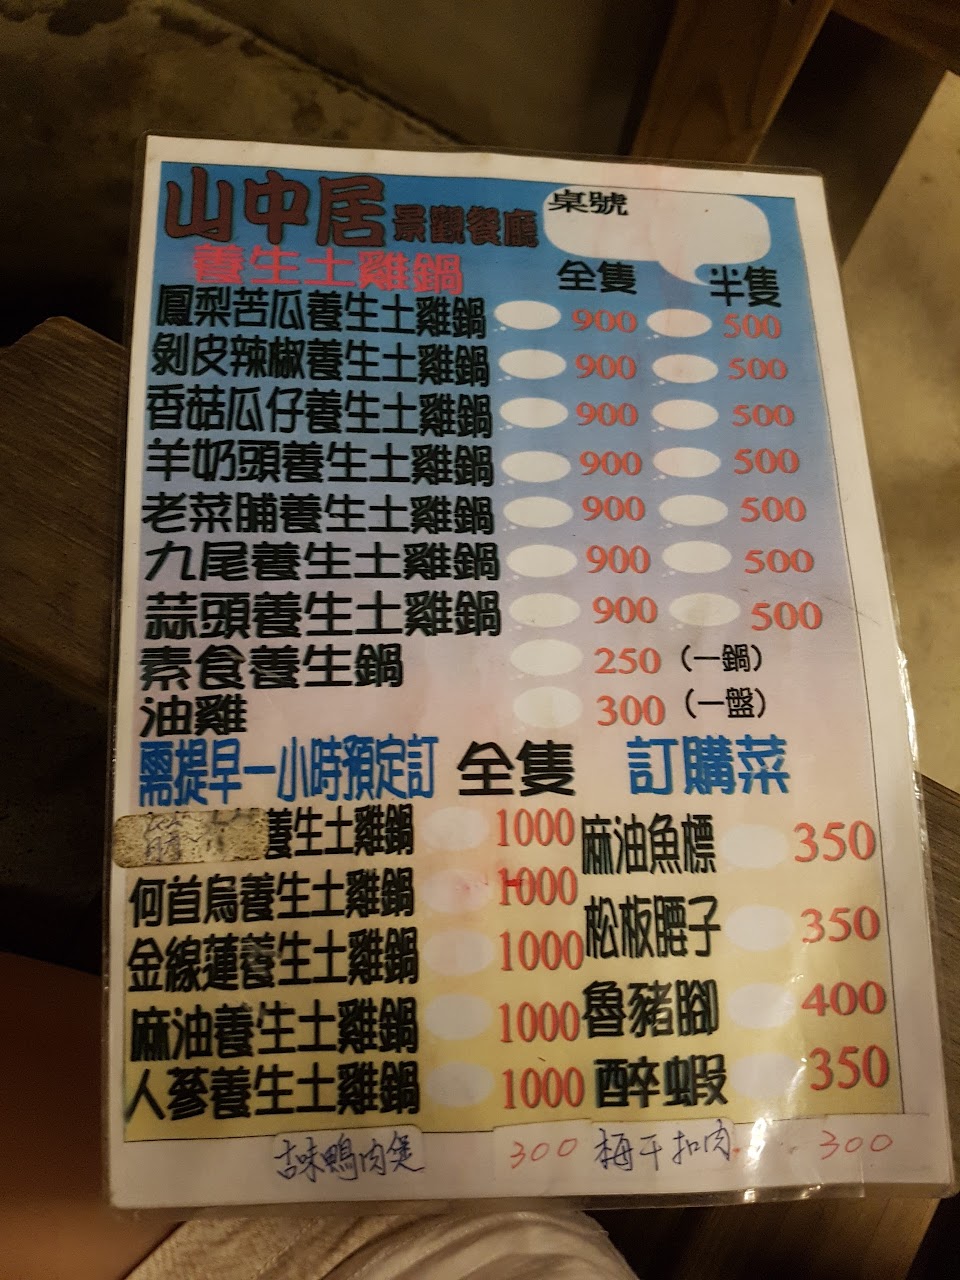 山中居 景觀餐廳 桌號
養生土雞鍋 全隻 半隻
鳳梨苦瓜養生土雞鍋 900 500
剝皮辣椒養生土雞鍋 900 500
香菇瓜仔養生土雞鍋 900 500
羊奶頭養生土雞鍋 900 500
老菜脯養生土雞鍋 900 500
九尾養生土雞鍋 900 500
蒜頭養生土雞鍋 900 500
素食養生鍋 250 (一鍋)
油雞 300 (一盤)
需提早一小時預定訂 全隻 訂購菜
養生土雞鍋 1000 麻油魚標 350
何首烏養生土雞鍋 1000 松板腰子 350
金線蓮養生土雞鍋 1000 魯豬腳 400
麻油養生土雞鍋 1000 醉蝦 350
人蔘養生土雞鍋 1000
古味鴨肉煲 300 梅干扣肉 300